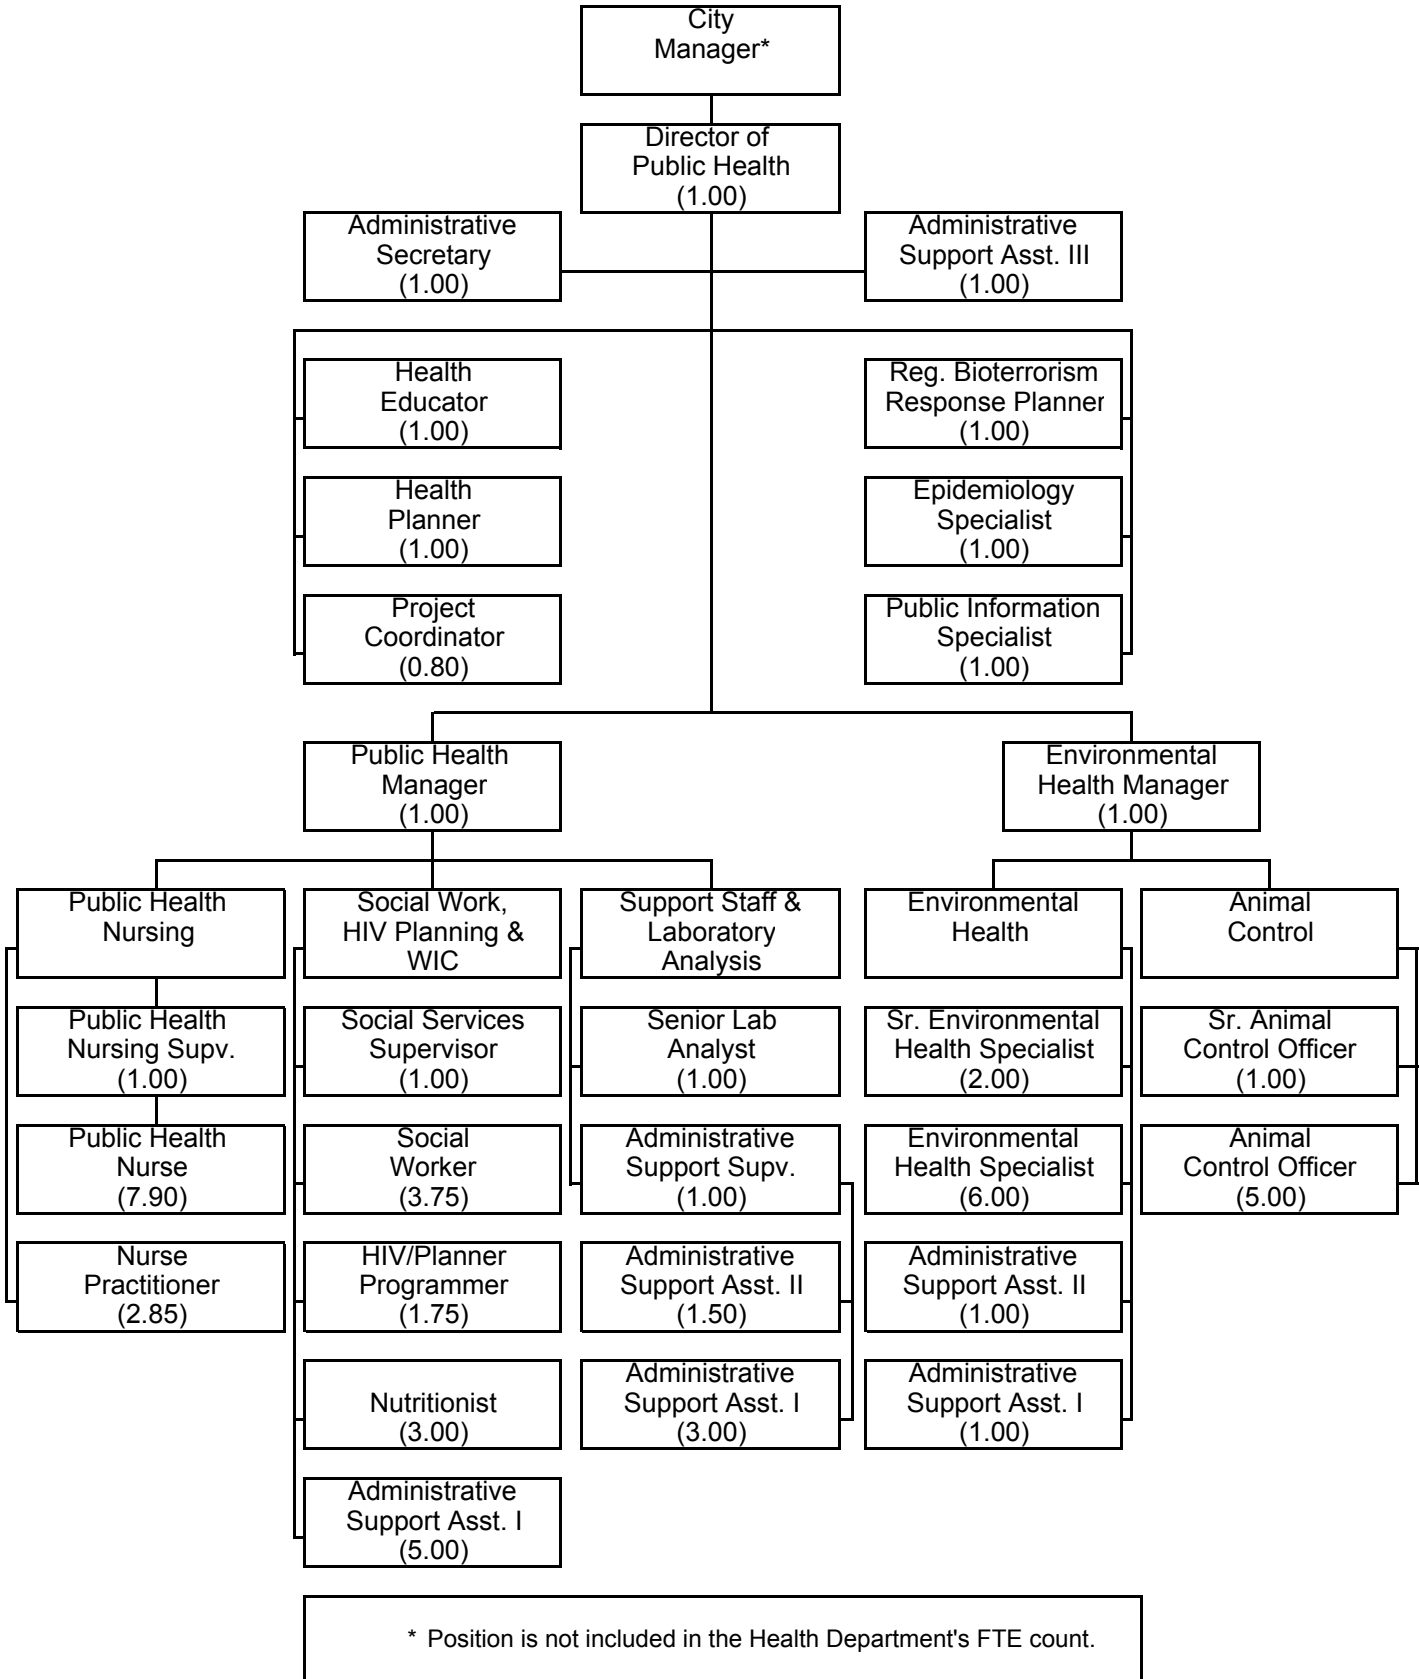 City
Manager*
Director of
Public Health
(1.00)
Administrative
Secretary
(1.00)
Administrative
Support Asst. III
(1.00)
Health
Educator
(1.00)
Reg. Bioterrorism
Response Planner
(1.00)
Health
Planner
(1.00)
Epidemiology
Specialist
(1.00)
Project
Coordinator
(0.80)
Public Information
Specialist
(1.00)
Public Health
Manager
(1.00)
Environmental
Health Manager
(1.00)
Public Health
Nursing
Social Work,
HIV Planning &
WIC
Support Staff &
Laboratory
Analysis
Environmental
Health
Animal
Control
Public Health
Nursing Supv.
(1.00)
Social Services
Supervisor
(1.00)
Senior Lab
Analyst
(1.00)
Sr. Environmental
Health Specialist
(2.00)
Sr. Animal
Control Officer
(1.00)
Public Health
Nurse
(7.90)
Social
Worker
(3.75)
Administrative
Support Supv.
(1.00)
Environmental
Health Specialist
(6.00)
Animal
Control Officer
(5.00)
Nurse
Practitioner
(2.85)
HIV/Planner
Programmer
(1.75)
Administrative
Support Asst. II
(1.50)
Administrative
Support Asst. II
(1.00)
Nutritionist
(3.00)
Administrative
Support Asst. I
(3.00)
Administrative
Support Asst. I
(1.00)
Administrative
Support Asst. I
(5.00)
* Position is not included in the Health Department's FTE count.